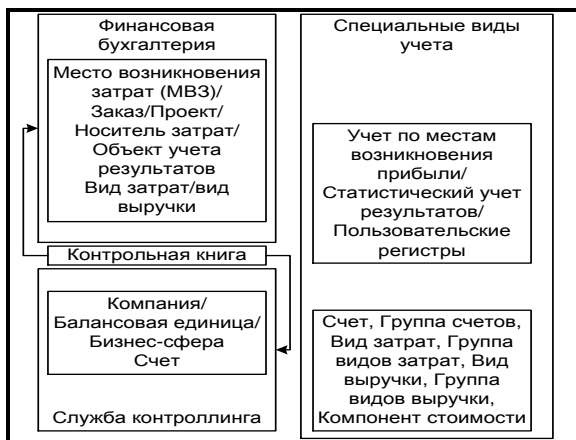 Финансовая
бухгалтерия
Место возникновения
затрат (МВЗ)/
Заказ/Проект/
Носитель затрат/
Объект учета
результатов
Вид затрат/вид
выручки
Контрольная книга
Компания/
Балансовая единица/
Бизнес-сфера
Счет
Служба контроллинга
Специальные виды
учета
Учет по местам
возникновения
прибыли/
Статистический учет
результатов/
Пользовательские
регистры
Счет, Группа счетов,
Вид затрат, Группа
видов затрат, Вид
выручки, Группа
видов выручки,
Компонент стоимости